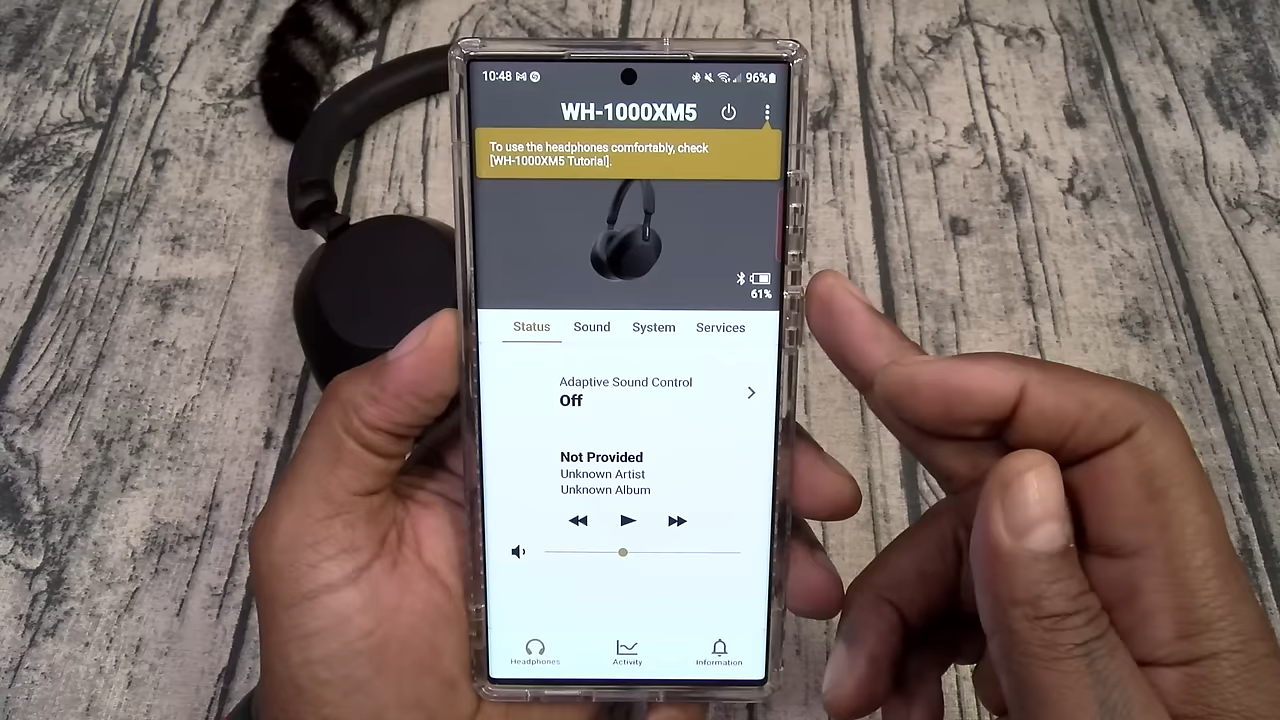 10:48
96%
WH-1000XM5
To use the headphones comfortably, check
[WH-1000XM5 Tutorial].
61%
Status Sound System Services
Adaptive Sound Control
Off
Not Provided
Unknown Artist
Unknown Album
Headphones Activity Information